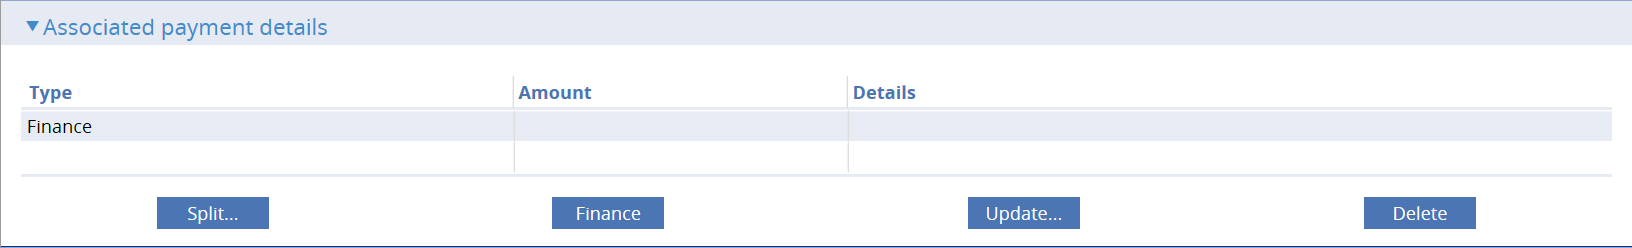 Associated payment details
Type Amount Details
Finance
Split... Finance Update... Delete